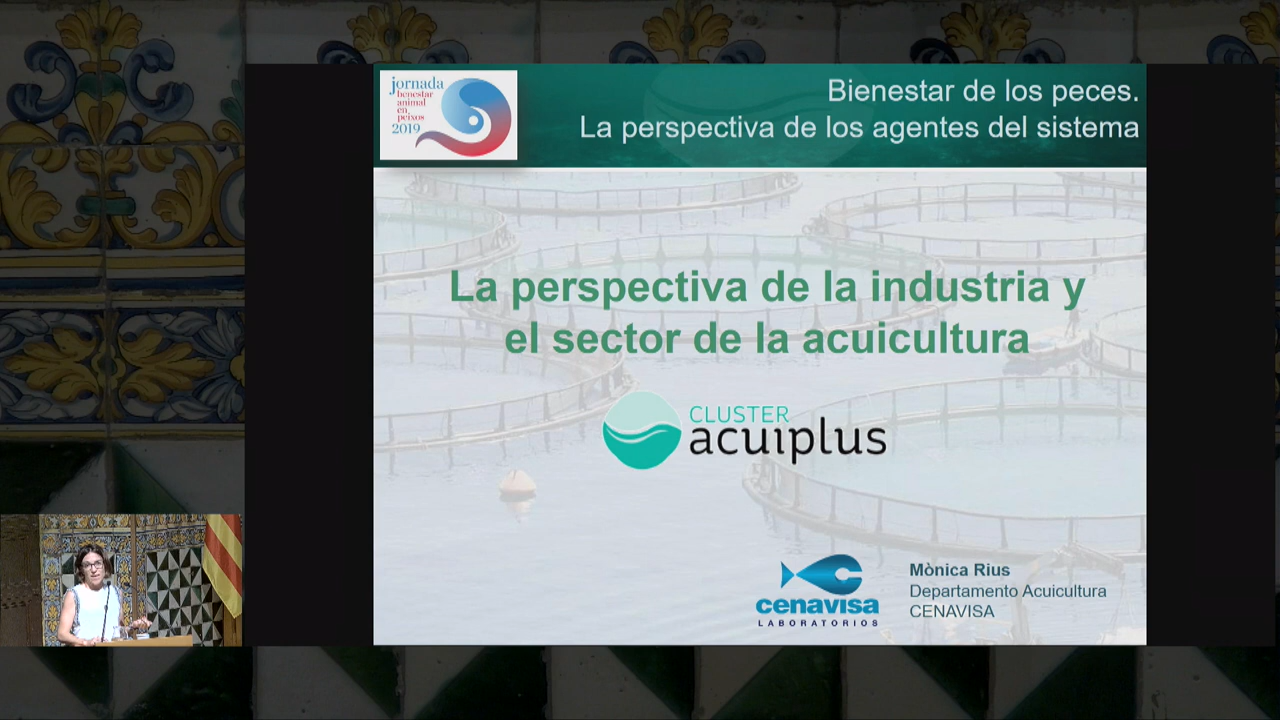 jornada
benestar
animal
en
peixos
2019
Bienestar de los peces.
La perspectiva de los agentes del sistema
La perspectiva de la industria y
el sector de la acuicultura
CLUSTER
acuiplus
cenavisa
LABORATORIOS
Mònica Rius
Departamento Acuicultura
CENAVISA